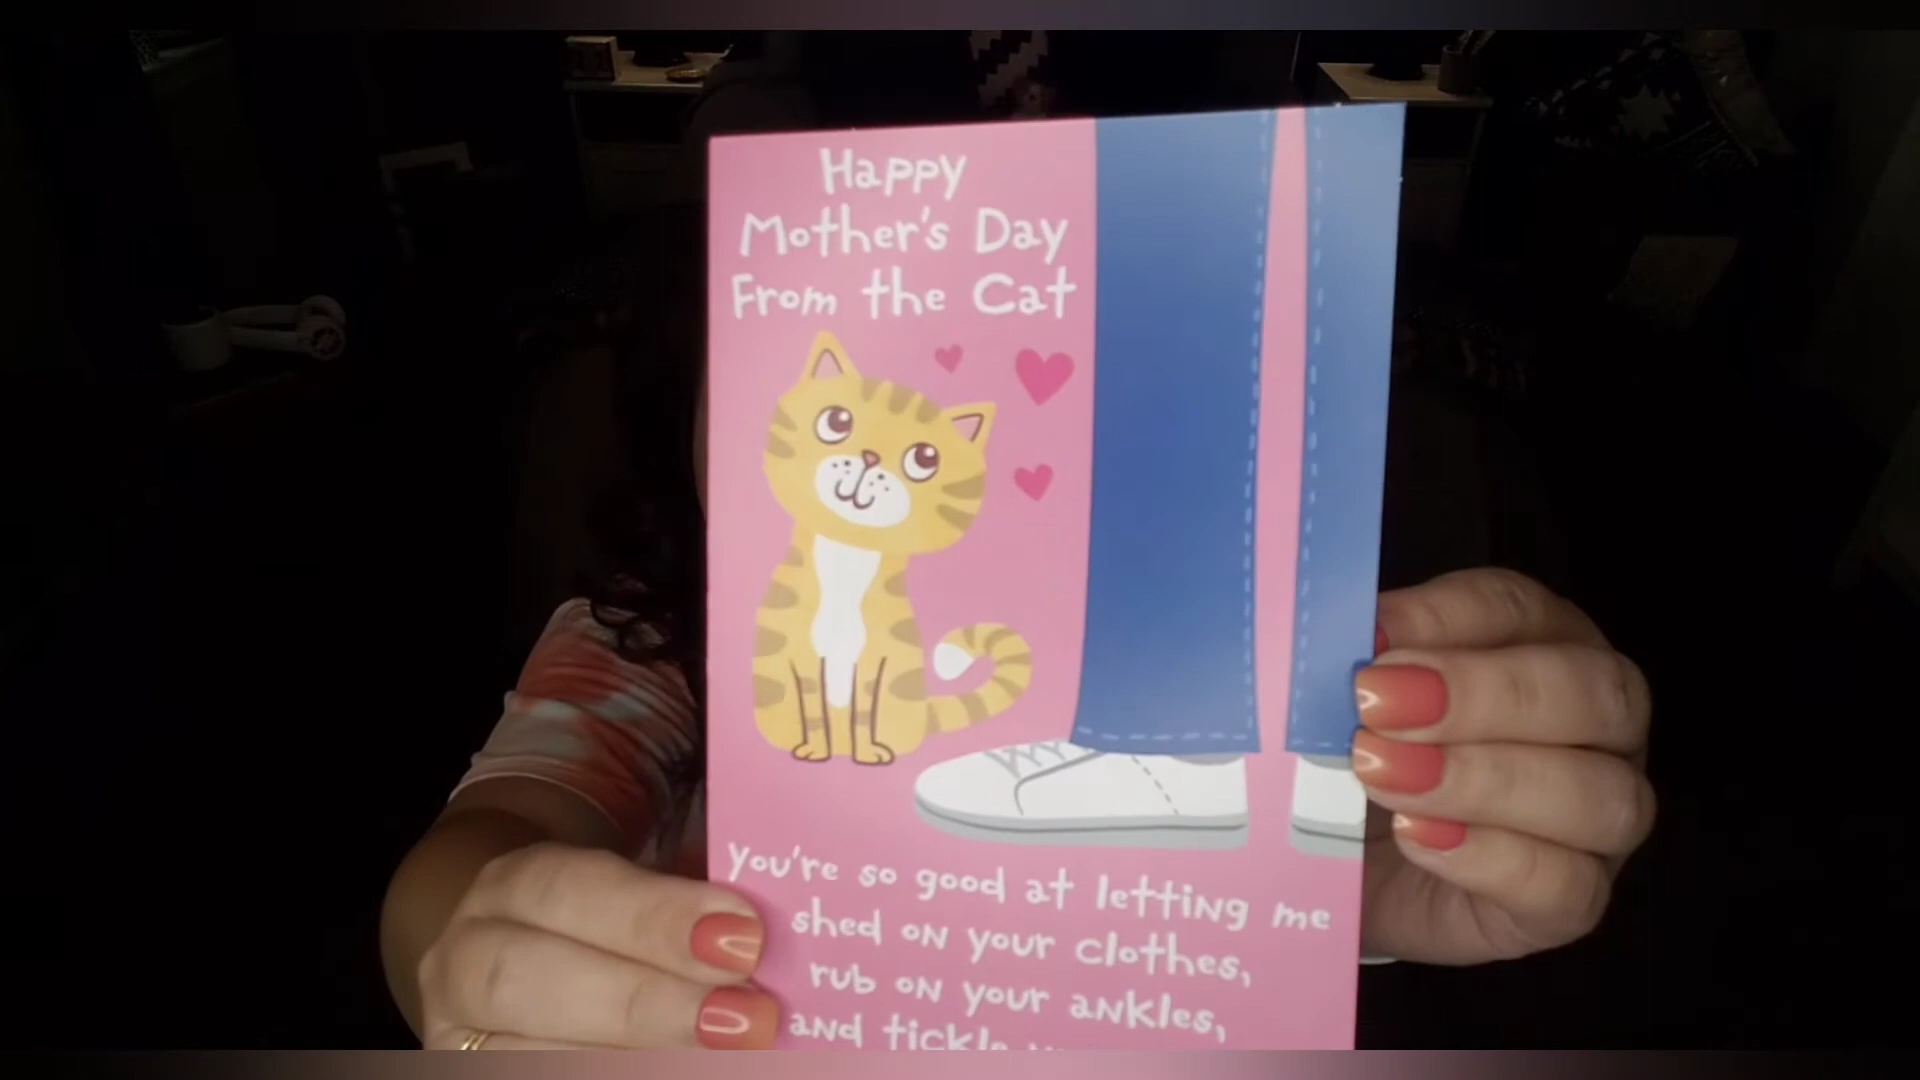 Happy
Mother's Day
From the Cat
you're so good at letting me
shed on your clothes,
rub on your ankles,
and tickle